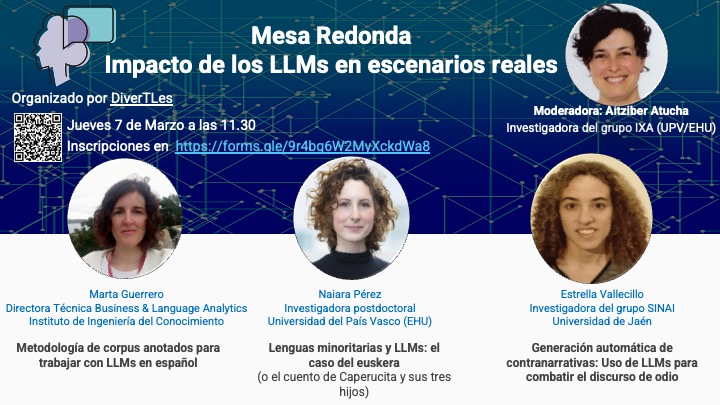 Mesa Redonda
Impacto de los LLMs en escenarios reales
Organizado por DiverTLes
Jueves 7 de Marzo a las 11.30
Inscripciones en https://forms.gle/9r4bq6W2MyXckdWa8
Moderadora: Aitziber Atucha
Investigadora del grupo IXA (UPV/EHU)
Marta Guerrero
Directora Técnica Business & Language Analytics
Instituto de Ingeniería del Conocimiento
Metodología de corpus anotados para
trabajar con LLMs en español
Naiara Pérez
Investigadora postdoctoral
Universidad del País Vasco (EHU)
Lenguas minoritarias y LLMs: el
caso del euskera
(o el cuento de Caperucita y sus tres
hijos)
Estrella Vallecillo
Investigadora del grupo SINAI
Universidad de Jaén
Generación automática de
contranarrativas: Uso de LLMs para
combatir el discurso de odio